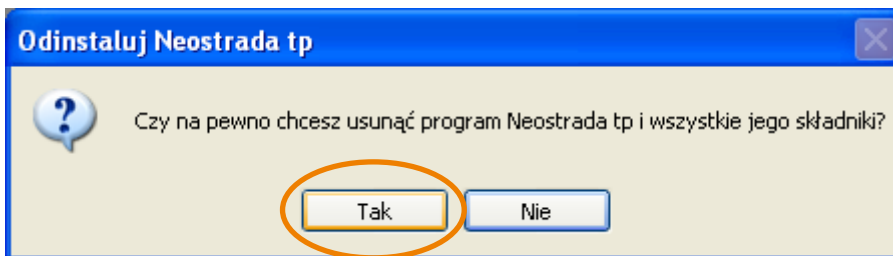 Odinstaluj Neostrada tp
Czy na pewno chcesz usunąć program Neostrada tp i wszystkie jego składniki?
Tak
Nie